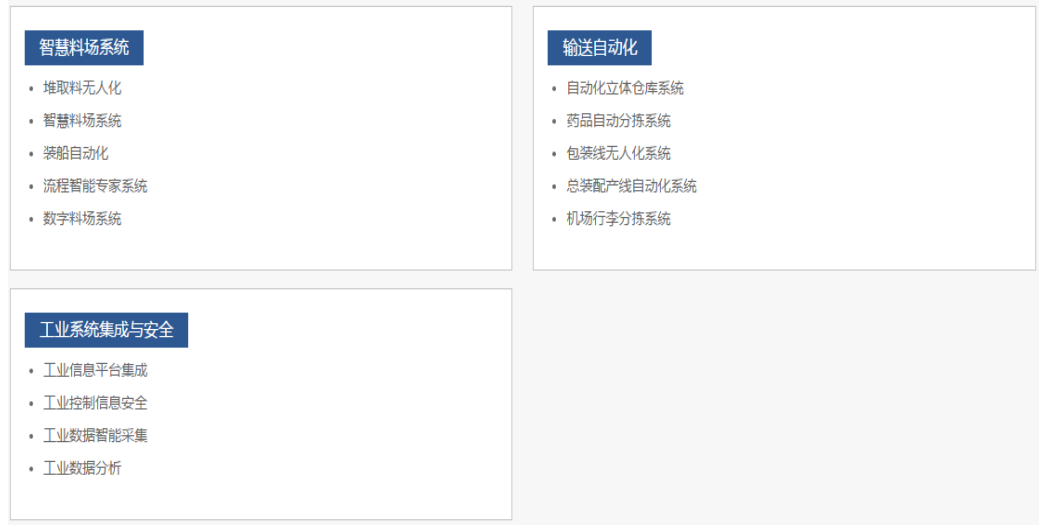 智慧料场系统
堆取料无人化
智慧料场系统
装船自动化
流程智能专家系统
数字料场系统
输送自动化
自动化立体仓库系统
药品自动分拣系统
包装线无人化系统
总装配产线自动化系统
机场行李分拣系统
工业系统集成与安全
工业信息平台集成
工业控制信息安全
工业数据智能采集
工业数据分析